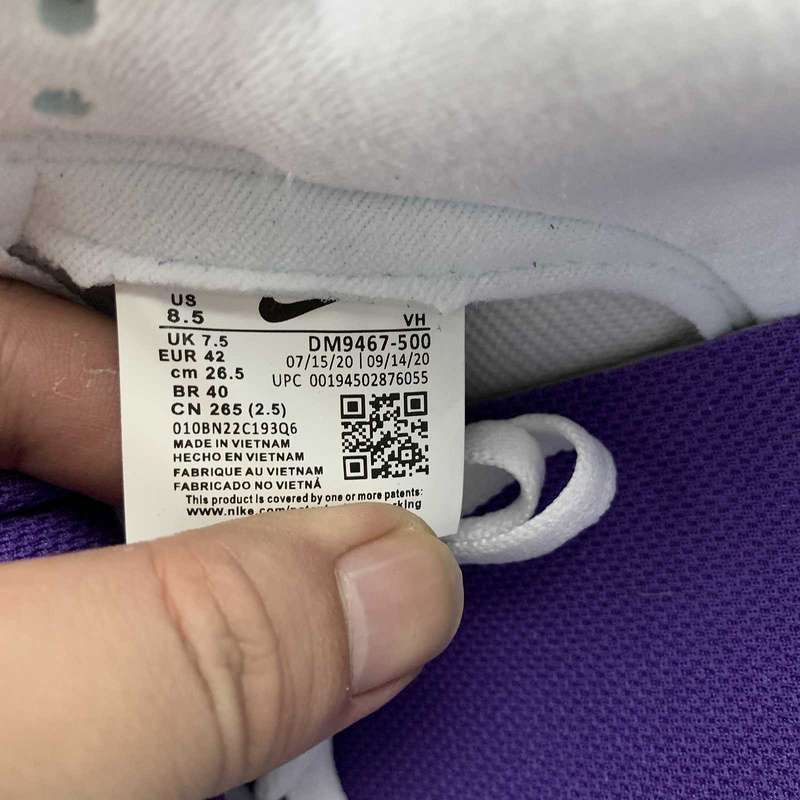 US
8.5
VH
UK 7.5
DM9467-500
EUR 42
07/15/20 | 09/14/20
cm 26.5
UPC 00194502876055
BR 40
CN 265 (2.5)
010BN22C193Q6
MADE IN VIETNAM
HECHO EN VIETNAM
FABRIQUE AU VIETNAM
FABRICADO NO VIETNÃ
This product is covered by one or more patents:
www.nike.com/